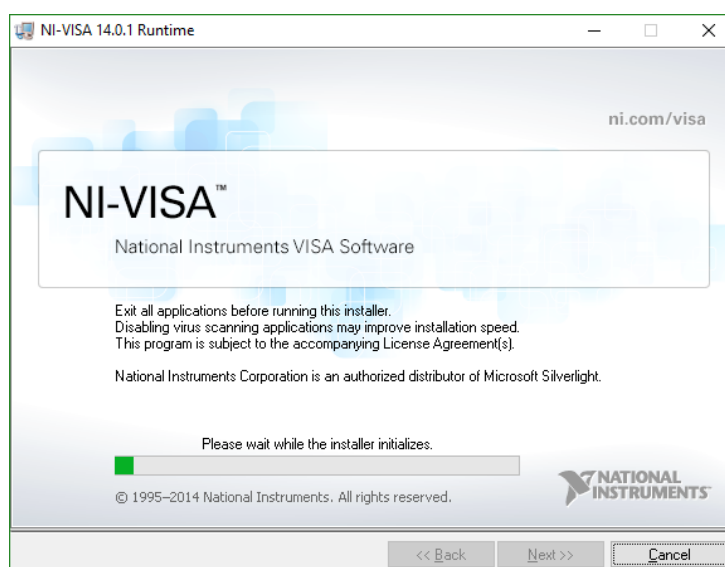 NI-VISA 14.0.1 Runtime
ni.com/visa
NI-VISA™
National Instruments VISA Software
Exit all applications before running this installer.
Disabling virus scanning applications may improve installation speed.
This program is subject to the accompanying License Agreement(s).
National Instruments Corporation is an authorized distributor of Microsoft Silverlight.
Please wait while the installer initializes.
© 1995–2014 National Instruments. All rights reserved.
NATIONAL
INSTRUMENTS™
<< Back
Next >>
Cancel